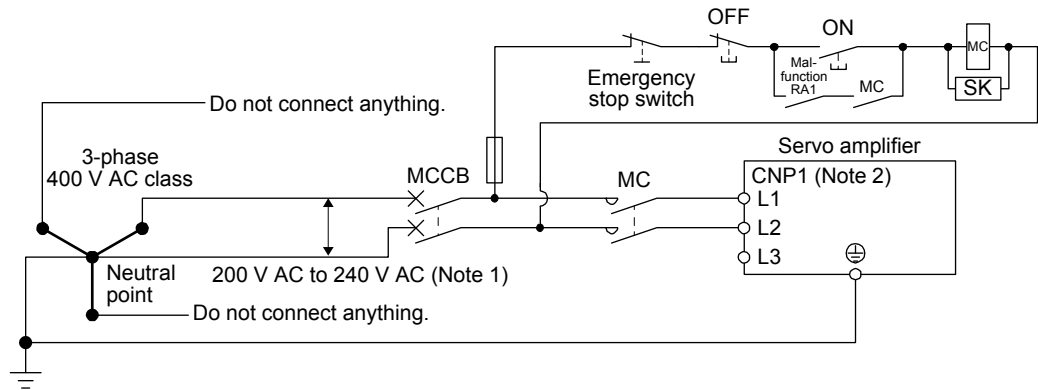 OFF
ON
MC
Mal-
function
RA1
MC
SK
Emergency
stop switch
Do not connect anything.
3-phase
400 V AC class
MCCB
MC
Servo amplifier
CNP1 (Note 2)
L1
L2
L3
Neutral
point
200 V AC to 240 V AC (Note 1)
Do not connect anything.